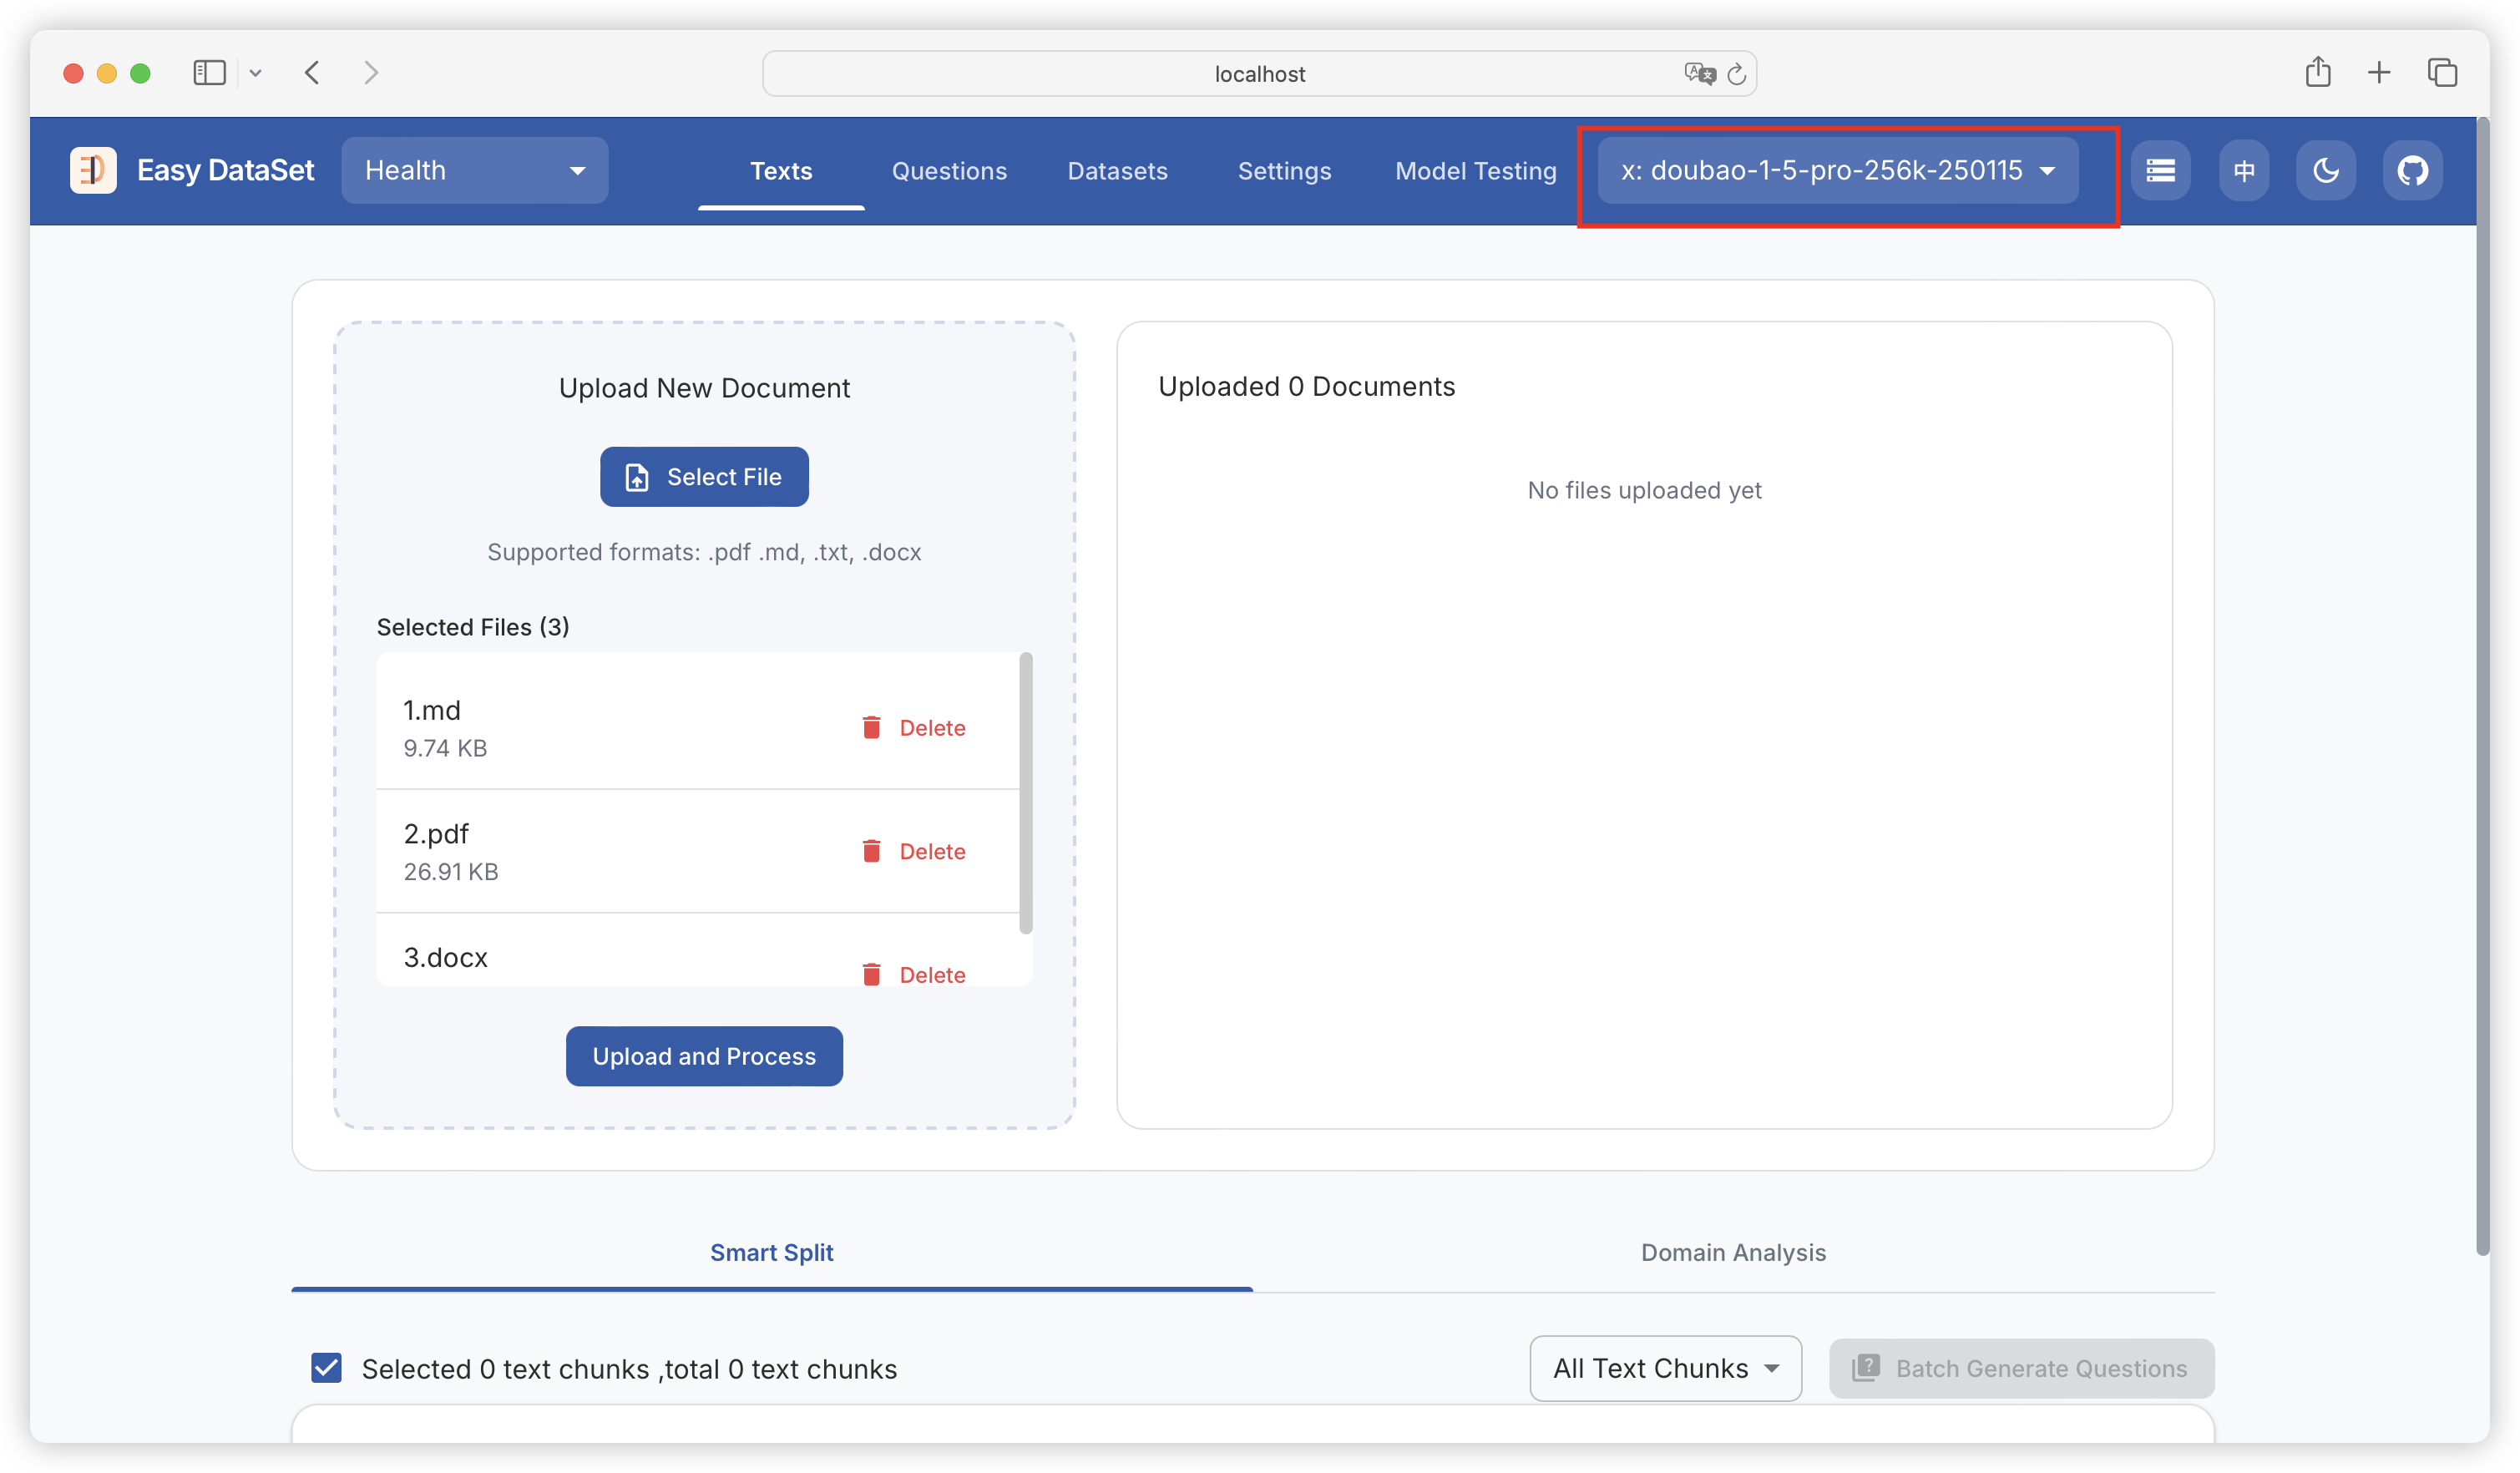 localhost
Easy DataSet
Health
Texts
Questions
Datasets
Settings
Model Testing
x: doubao-1-5-pro-256k-250115
中
Upload New Document
Select File
Supported formats: .pdf .md, .txt, .docx
Selected Files (3)
1.md
9.74 KB
Delete
2.pdf
26.91 KB
Delete
3.docx
Delete
Upload and Process
Uploaded 0 Documents
No files uploaded yet
Smart Split
Domain Analysis
Selected 0 text chunks ,total 0 text chunks
All Text Chunks
Batch Generate Questions